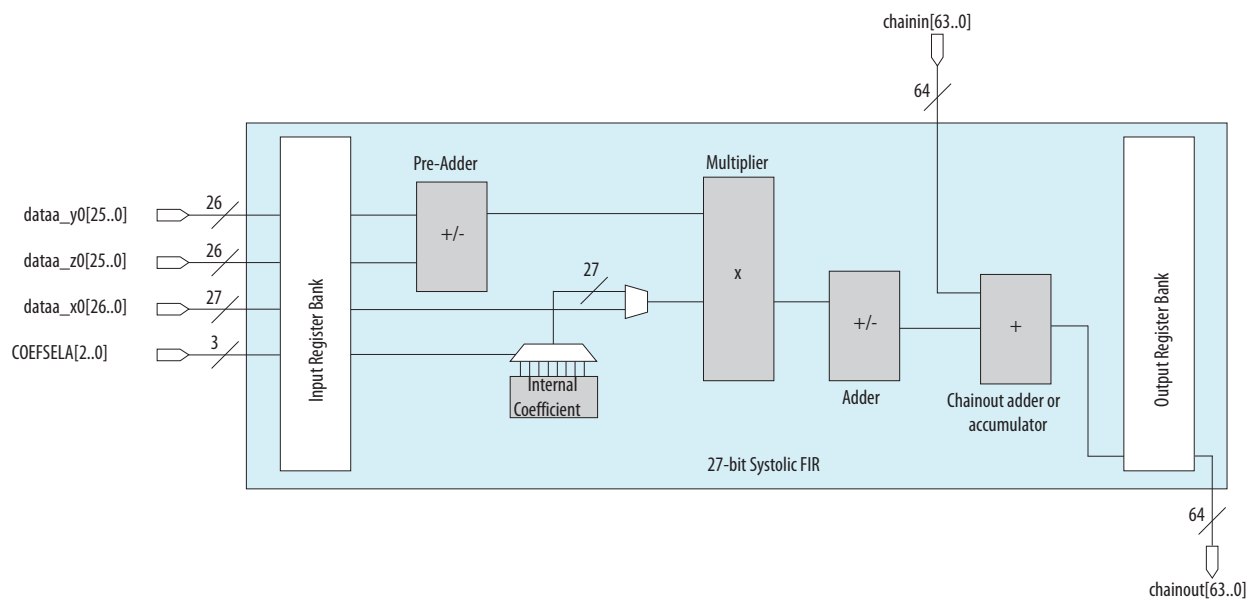 chainin[63..0]
64
Pre-Adder
Multiplier
dataa_y0[25..0]
26
+/-
dataa_z0[25..0]
26
27
x
dataa_x0[26..0]
27
+/-
+
COEFSELA[2..0]
3
Input Register Bank
Output Register Bank
Internal
Coefficient
Adder
Chainout adder or
accumulator
27-bit Systolic FIR
64
chainout[63..0]